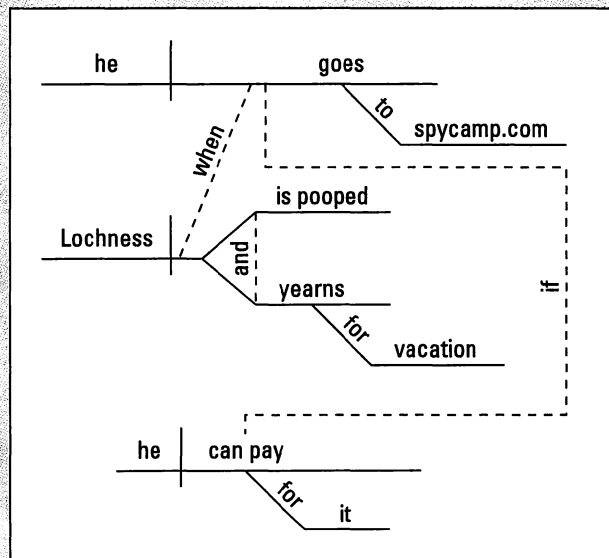 he goes
to
spycamp.com
when
is pooped
Lochness
and
yearns
if
for
vacation
he can pay
for
it